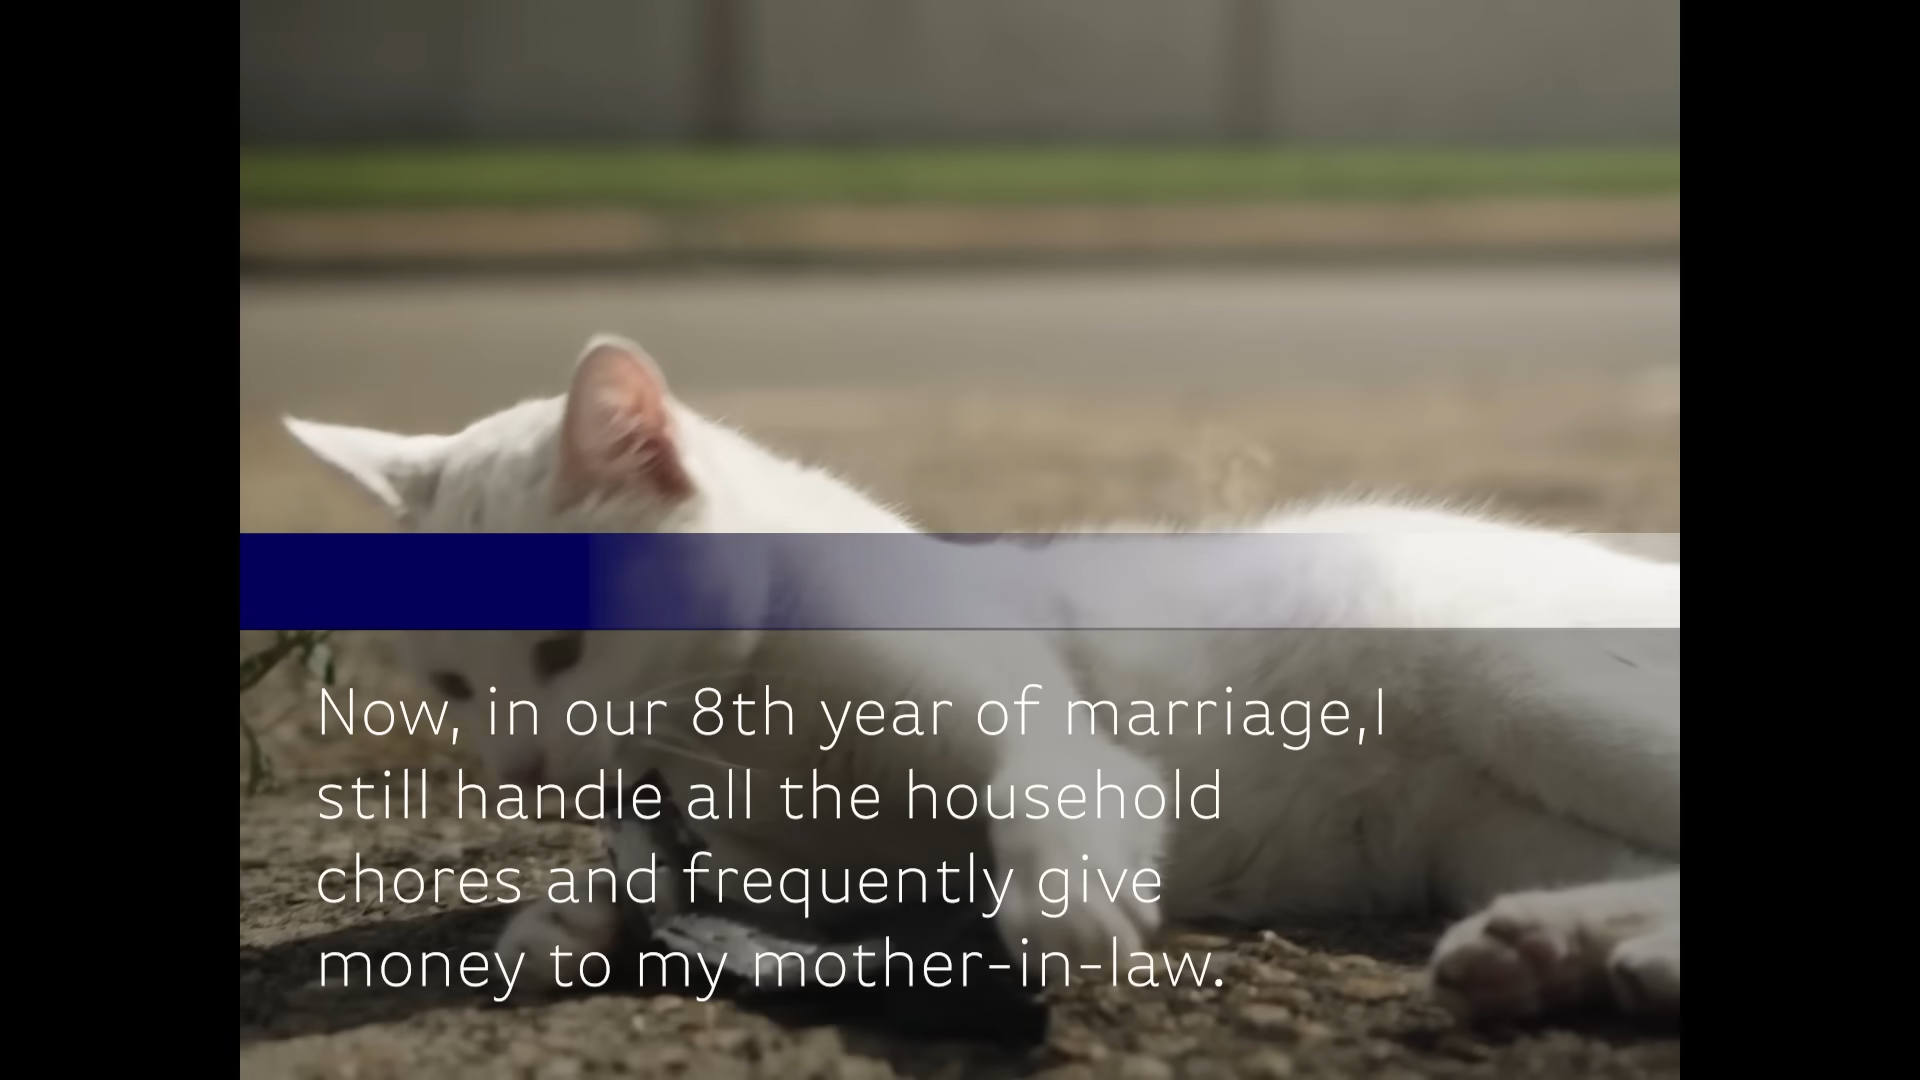 Now, in our 8th year of marriage,I
still handle all the household
chores and frequently give
money to my mother-in-law.